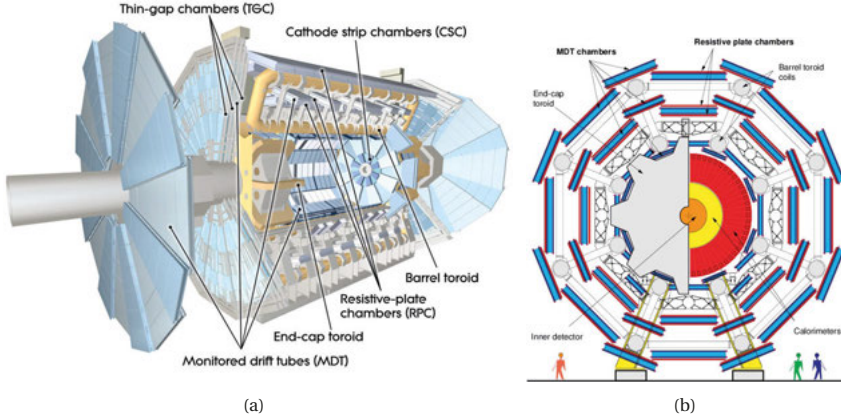 Thin-gap chambers (TGC)
Cathode strip chambers (CSC)
Barrel toroid
Resistive-plate
chambers (RPC)
End-cap toroid
Monitored drift tubes (MDT)
(a)
Resistive plate chambers
MDT chambers
Barrel toroid
coils
End-cap
toroid
Inner detector
Calorimeters
(b)